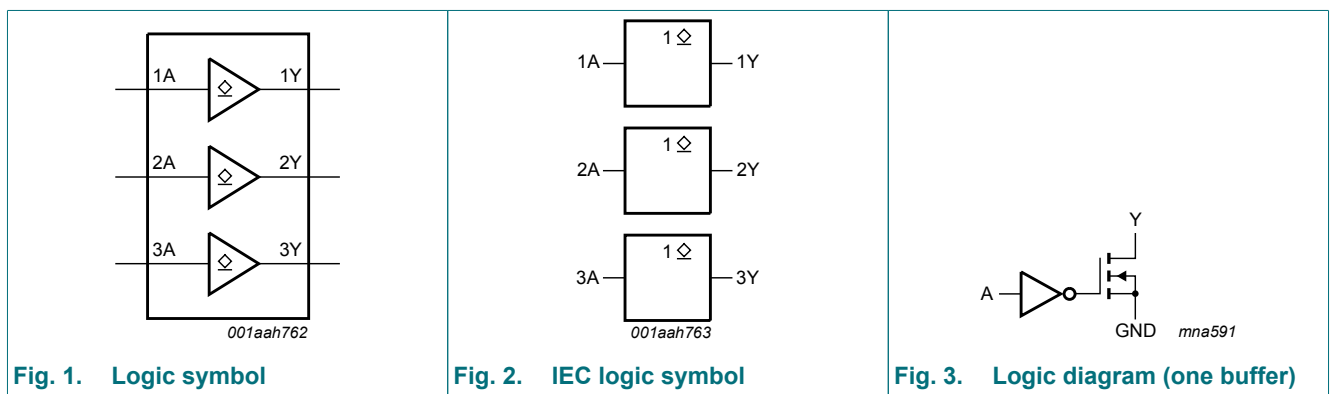 1A 1Y
2A 2Y
3A 3Y
001aah762
Fig. 1. Logic symbol
1
1A 1Y
1
2A 2Y
1
3A 3Y
001aah763
Fig. 2. IEC logic symbol
Y
A
GND mna591
Fig. 3. Logic diagram (one buffer)